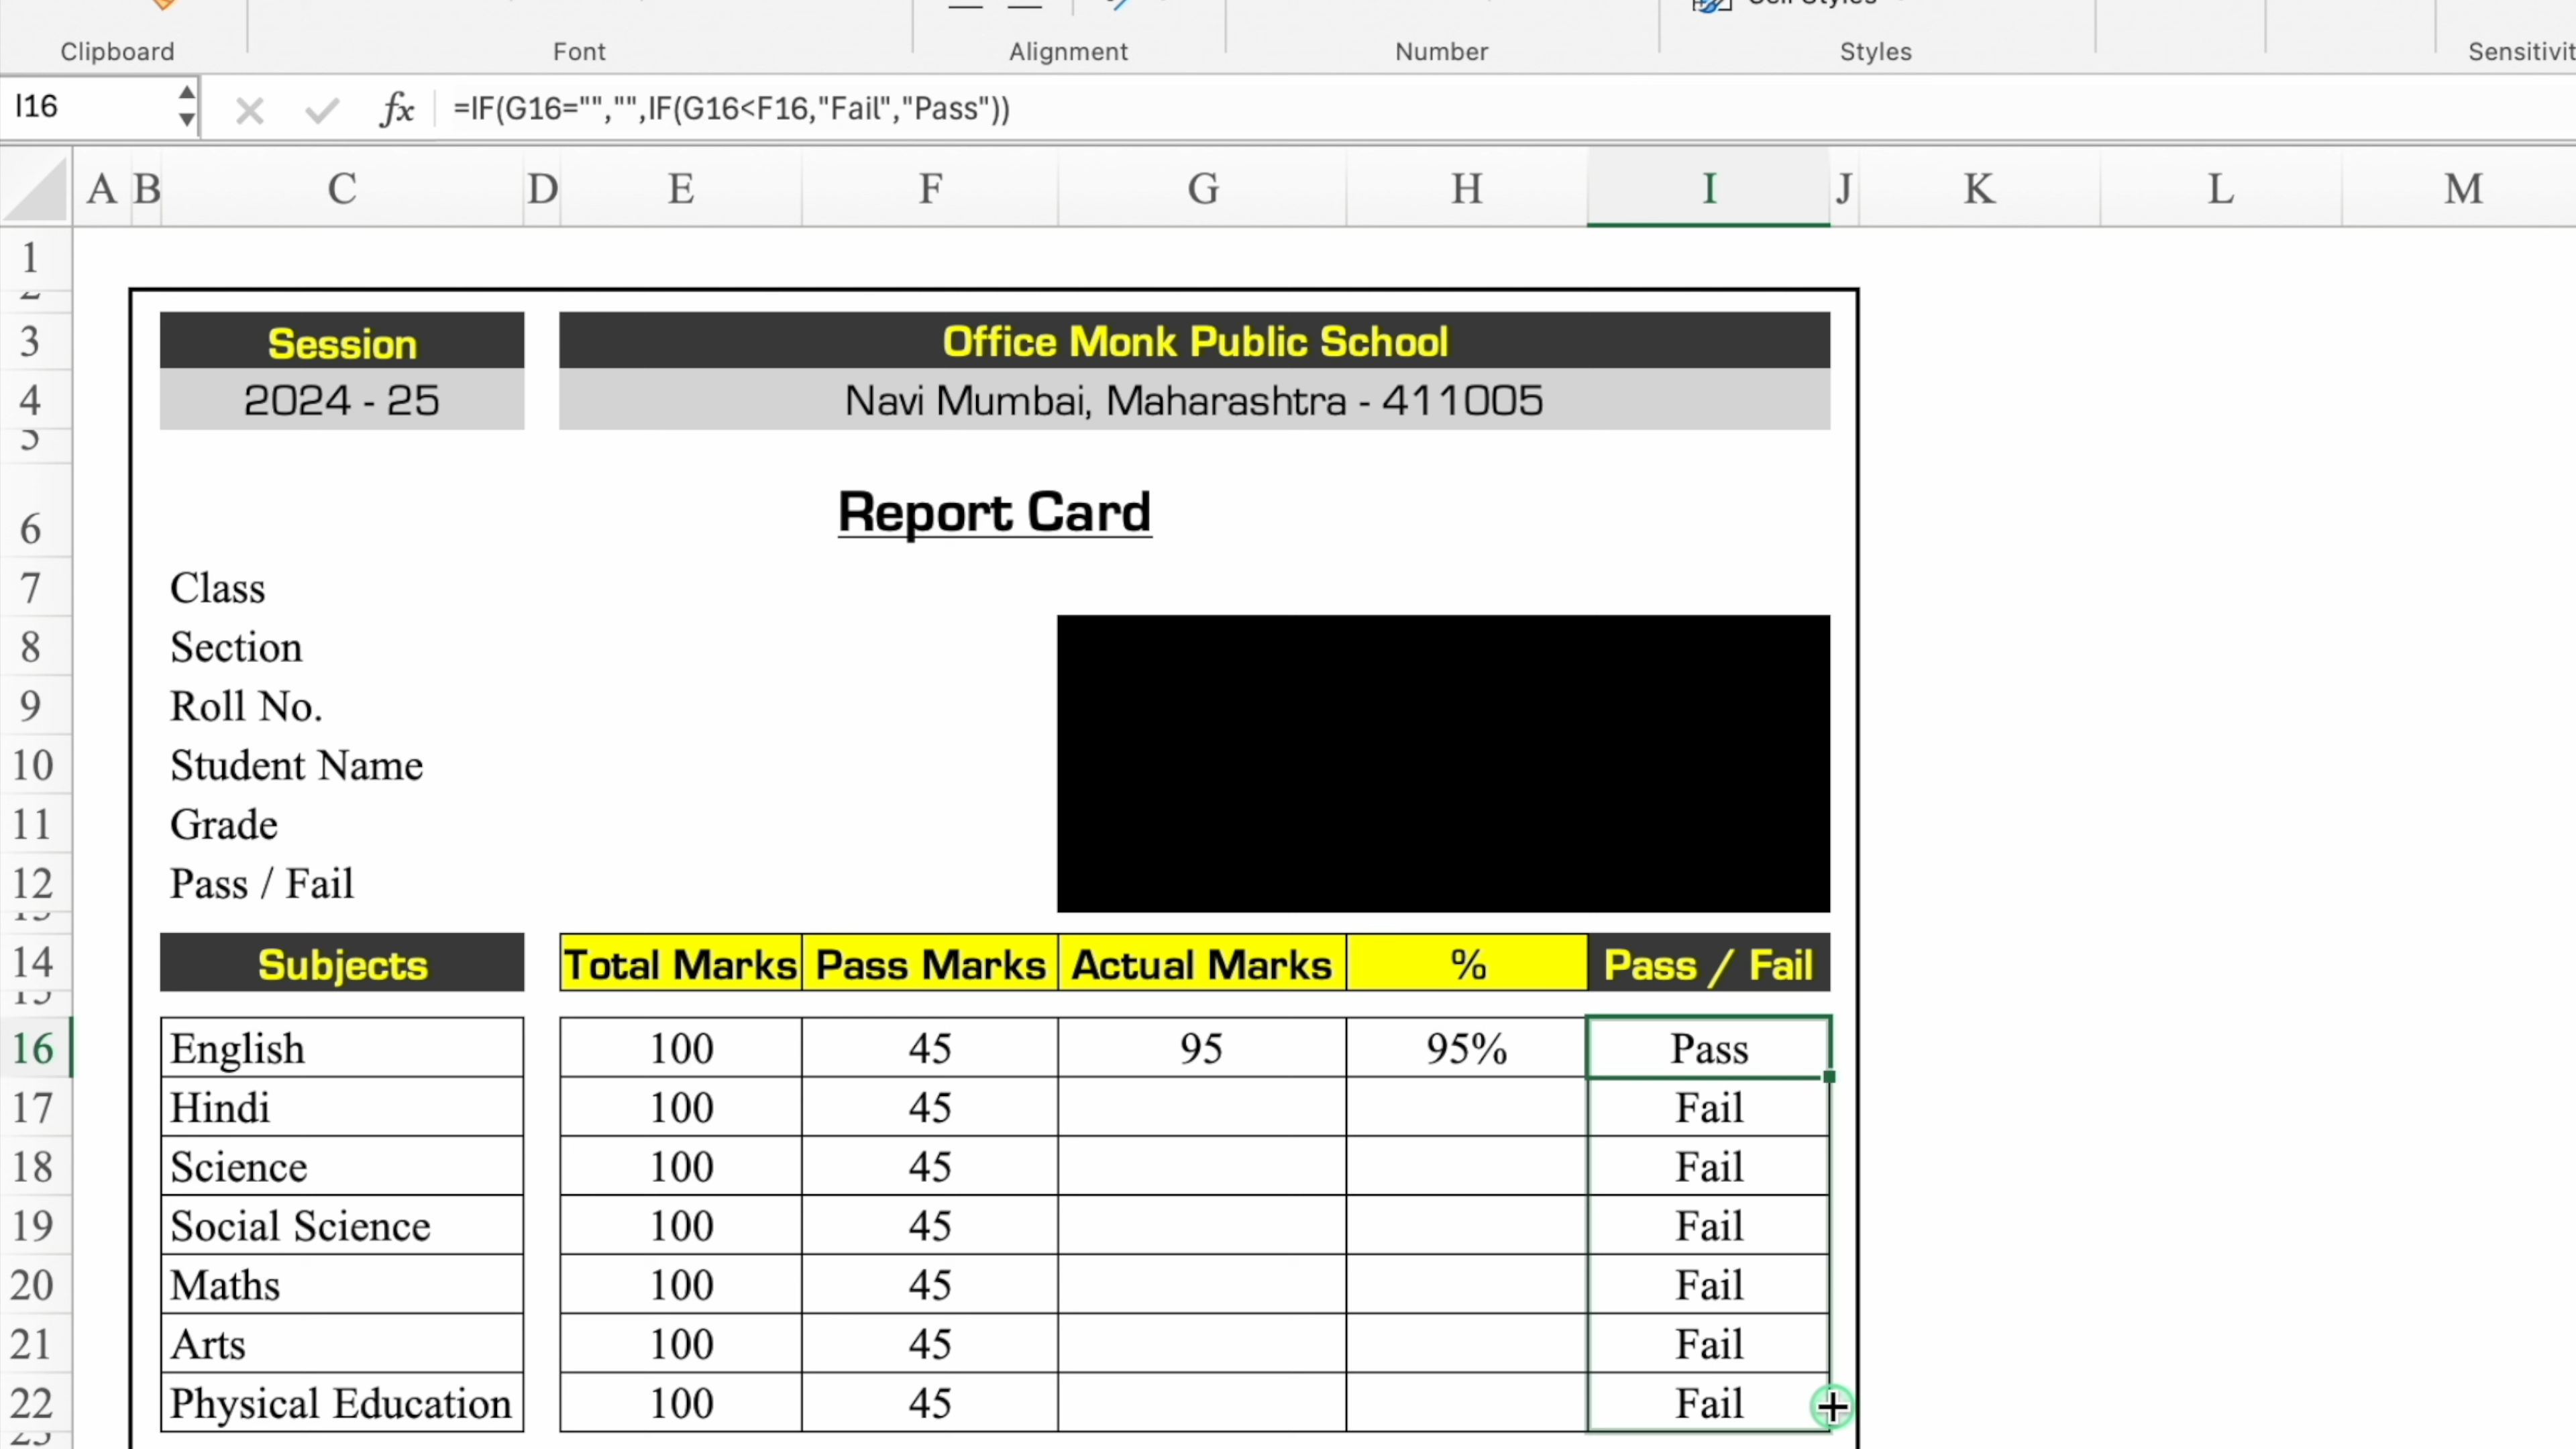 Clipboard Font Alignment Number Styles
I16 fx =IF(G16="","",IF(G16<F16,"Fail","Pass"))
A B C D E F G H I J K L M
1
3 Session Office Monk Public School
4 2024 - 25 Navi Mumbai, Maharashtra - 411005
5
6 Report Card
7 Class
8 Section
9 Roll No.
10 Student Name
11 Grade
12 Pass / Fail
14 Subjects Total Marks Pass Marks Actual Marks % Pass / Fail
16 English 100 45 95 95% Pass
17 Hindi 100 45 Fail
18 Science 100 45 Fail
19 Social Science 100 45 Fail
20 Maths 100 45 Fail
21 Arts 100 45 Fail
22 Physical Education 100 45 Fail